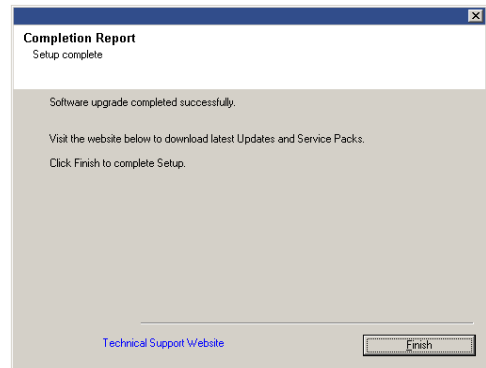 Completion Report
Setup complete
Software upgrade completed successfully.
Visit the website below to download latest Updates and Service Packs.
Click Finish to complete Setup.
Technical Support Website
Finish